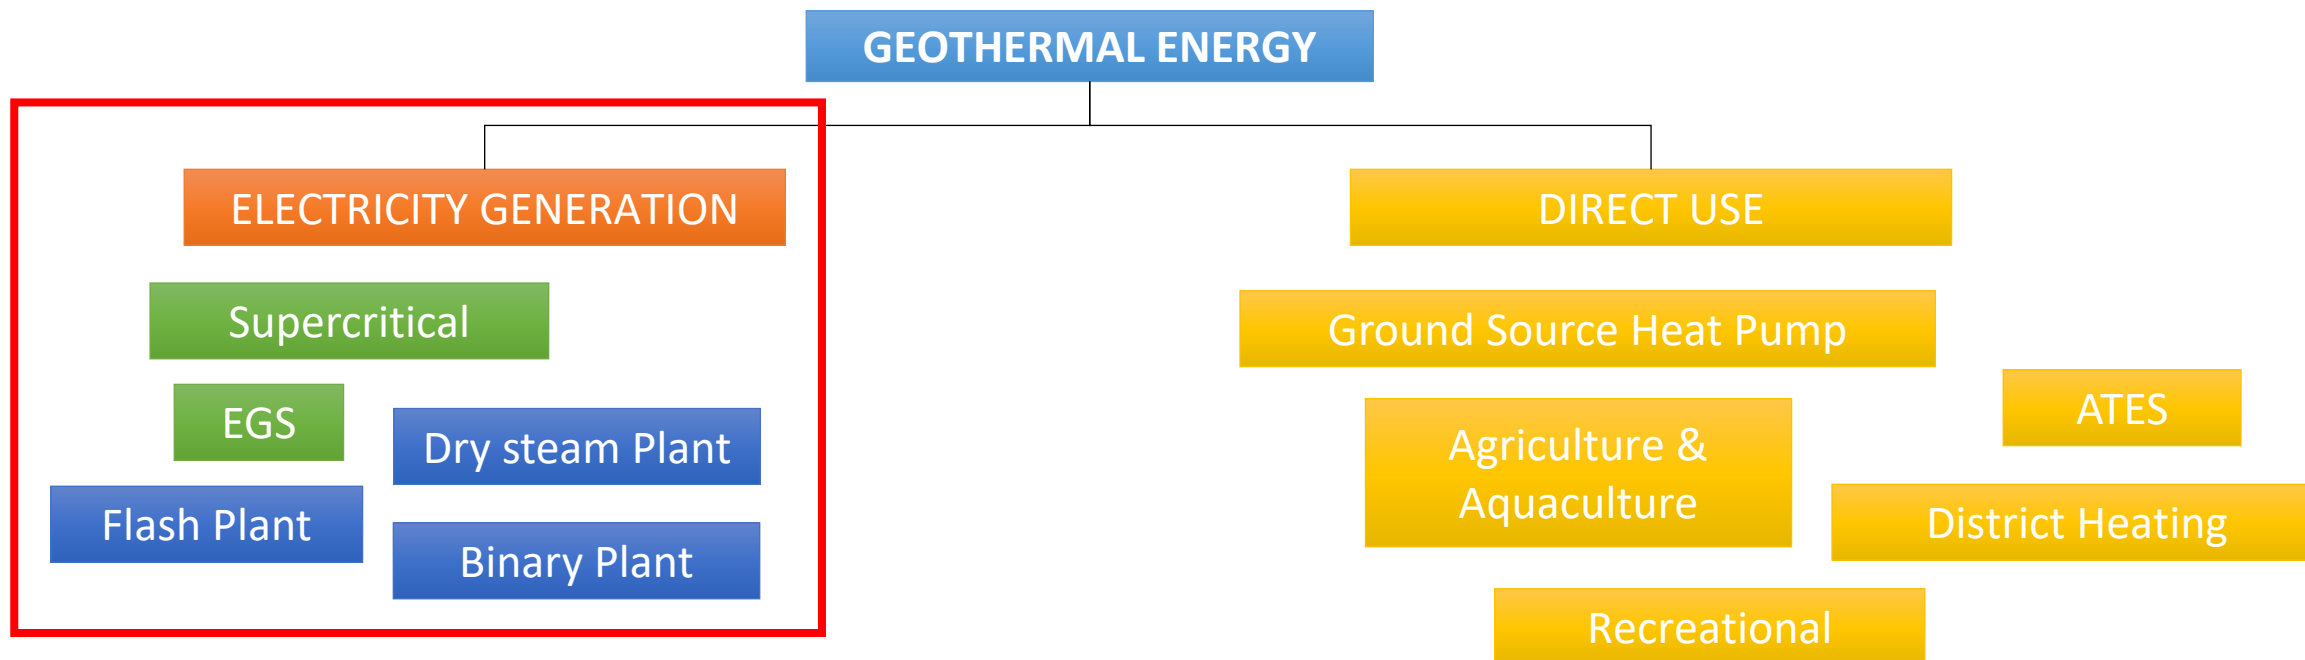 GEOTHERMAL ENERGY
ELECTRICITY GENERATION
Supercritical
EGS
Dry steam Plant
Flash Plant
Binary Plant
DIRECT USE
Ground Source Heat Pump
ATES
Agriculture &
Aquaculture
District Heating
Recreational